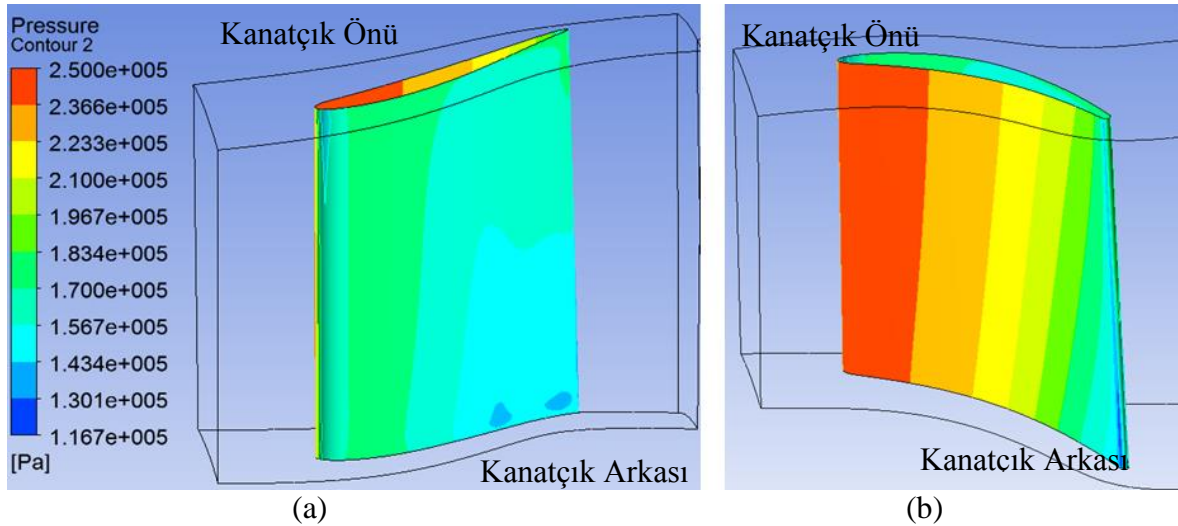 Pressure
Contour 2
2.500e+005
2.366e+005
2.233e+005
2.100e+005
1.967e+005
1.834e+005
1.700e+005
1.567e+005
1.434e+005
1.301e+005
1.167e+005
[Pa]
Kanatçık Önü
Kanatçık Arkası
(a)
Kanatçık Önü
Kanatçık Arkası
(b)